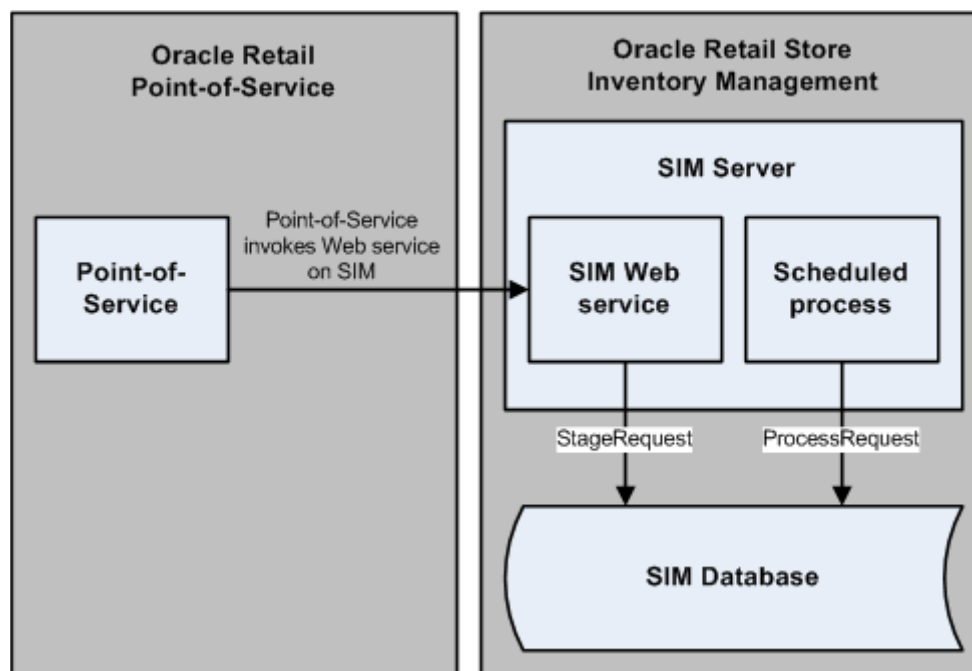 Oracle Retail
Point-of-Service
Oracle Retail Store
Inventory Management
SIM Server
Point-of-Service
invokes Web service
on SIM
Point-of-
Service
SIM Web
service
Scheduled
process
StageRequest
ProcessRequest
SIM Database